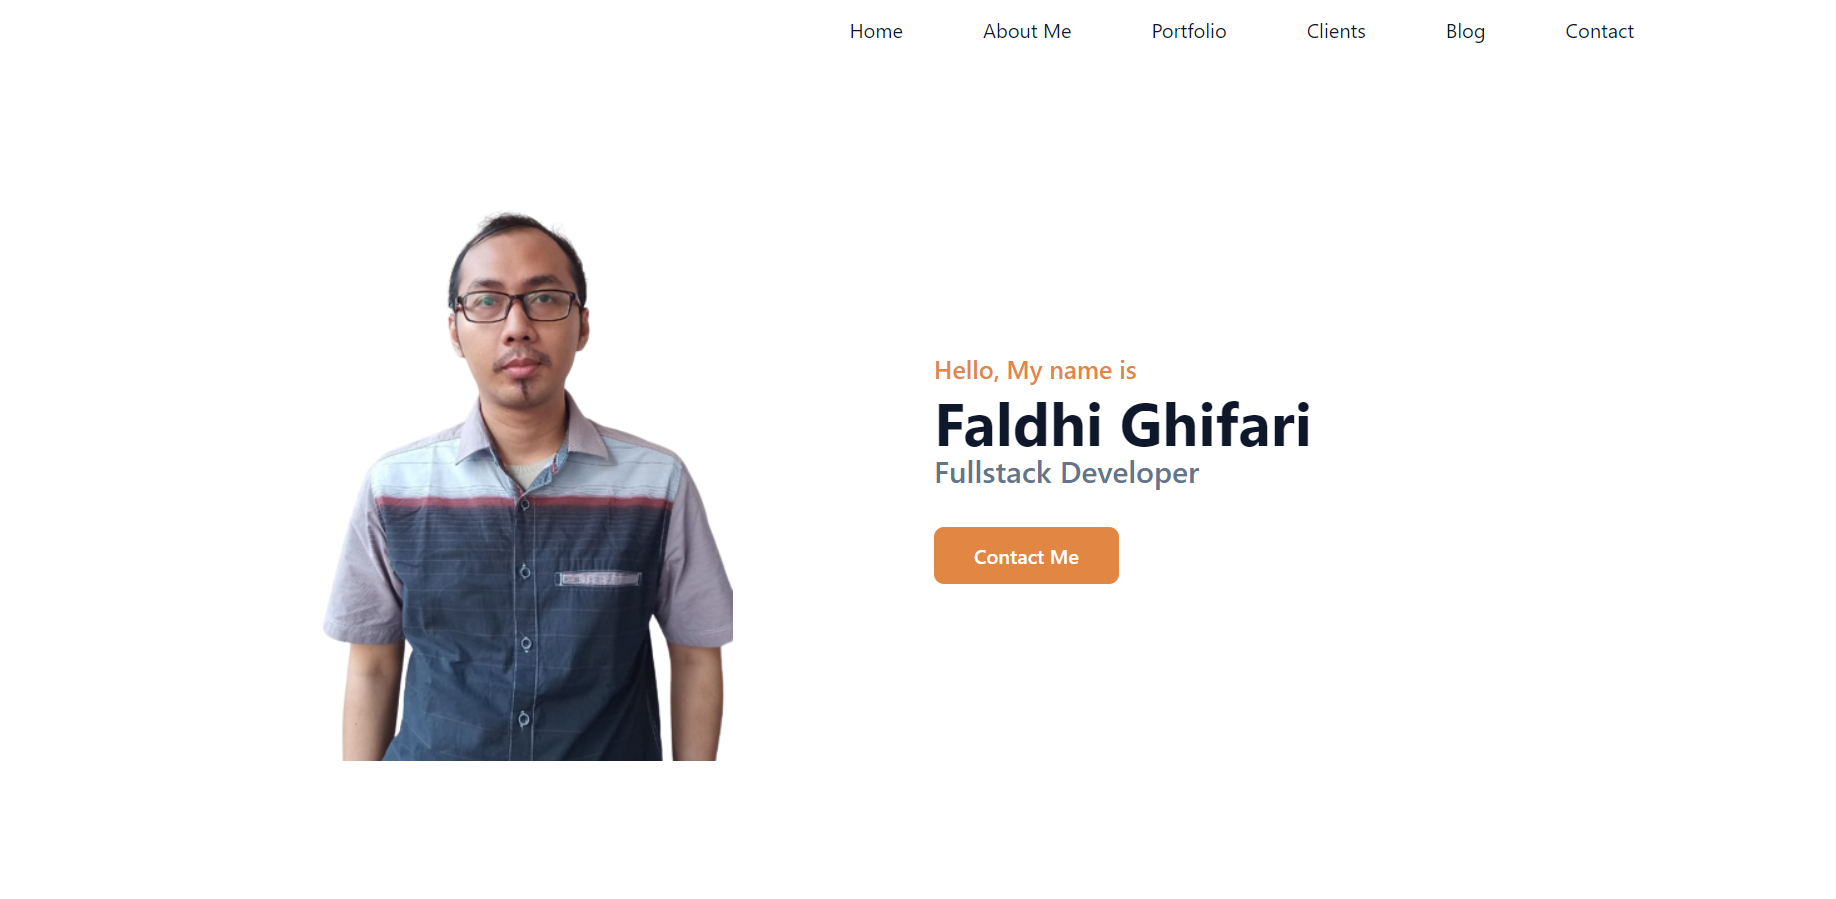 Home About Me Portfolio Clients Blog Contact
Hello, My name is
Faldhi Ghifari
Fullstack Developer
Contact Me